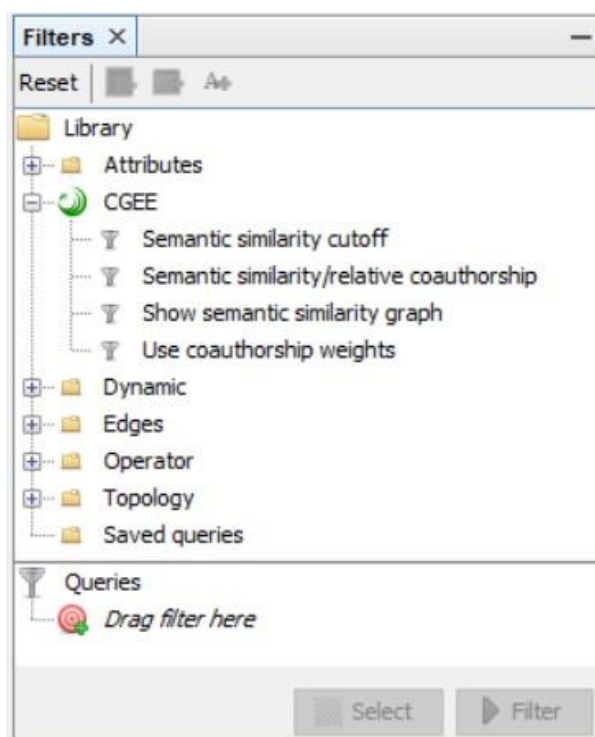 Filters
Reset
Library
Attributes
CGEE
Semantic similarity cutoff
Semantic similarity/relative coauthorship
Show semantic similarity graph
Use coauthorship weights
Dynamic
Edges
Operator
Topology
Saved queries
Queries
Drag filter here
Select Filter